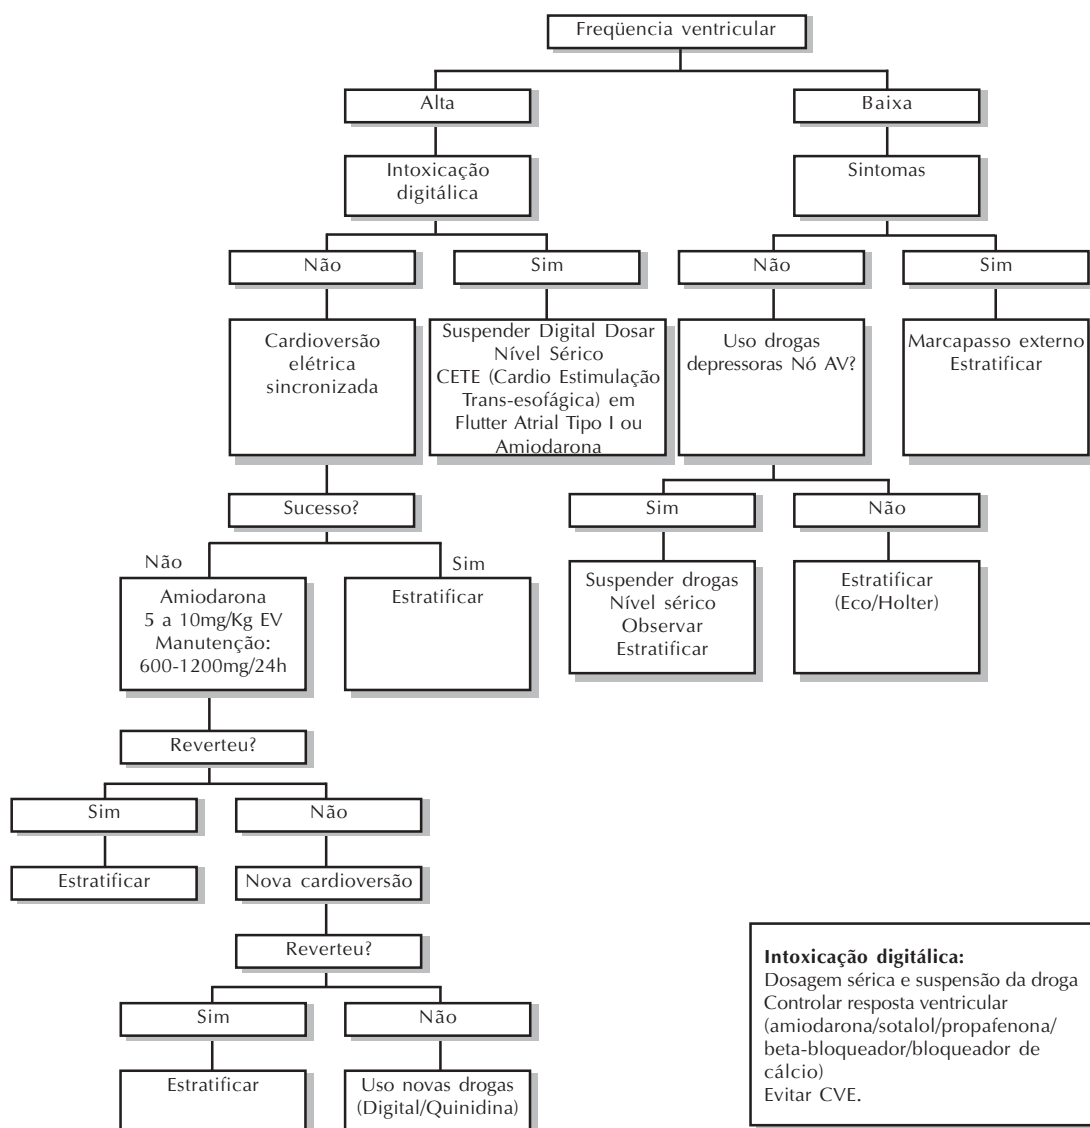 Freqüencia ventricular
Alta
Baixa
Intoxicação
digitálica
Sintomas
Não
Sim
Não
Sim
Cardioversão
elétrica
sincronizada
Suspender Digital Dosar
Nível Sérico
CETE (Cardio Estimulação
Trans-esofágica) em
Flutter Atrial Tipo I ou
Amiodarona
Uso drogas
depressoras Nó AV?
Marcapasso externo
Estratificar
Sucesso?
Sim
Não
Não
Sim
Amiodarona
5 a 10mg/Kg EV
Manutenção:
600-1200mg/24h
Estratificar
Suspender drogas
Nível sérico
Observar
Estratificar
Estratificar
(Eco/Holter)
Reverteu?
Sim
Não
Estratificar
Nova cardioversão
Reverteu?
Sim
Não
Estratificar
Uso novas drogas
(Digital/Quinidina)
Intoxicação digitálica:
Dosagem sérica e suspensão da droga
Controlar resposta ventricular
(amiodarona/sotalol/propafenona/
beta-bloqueador/bloqueador de
cálcio)
Evitar CVE.